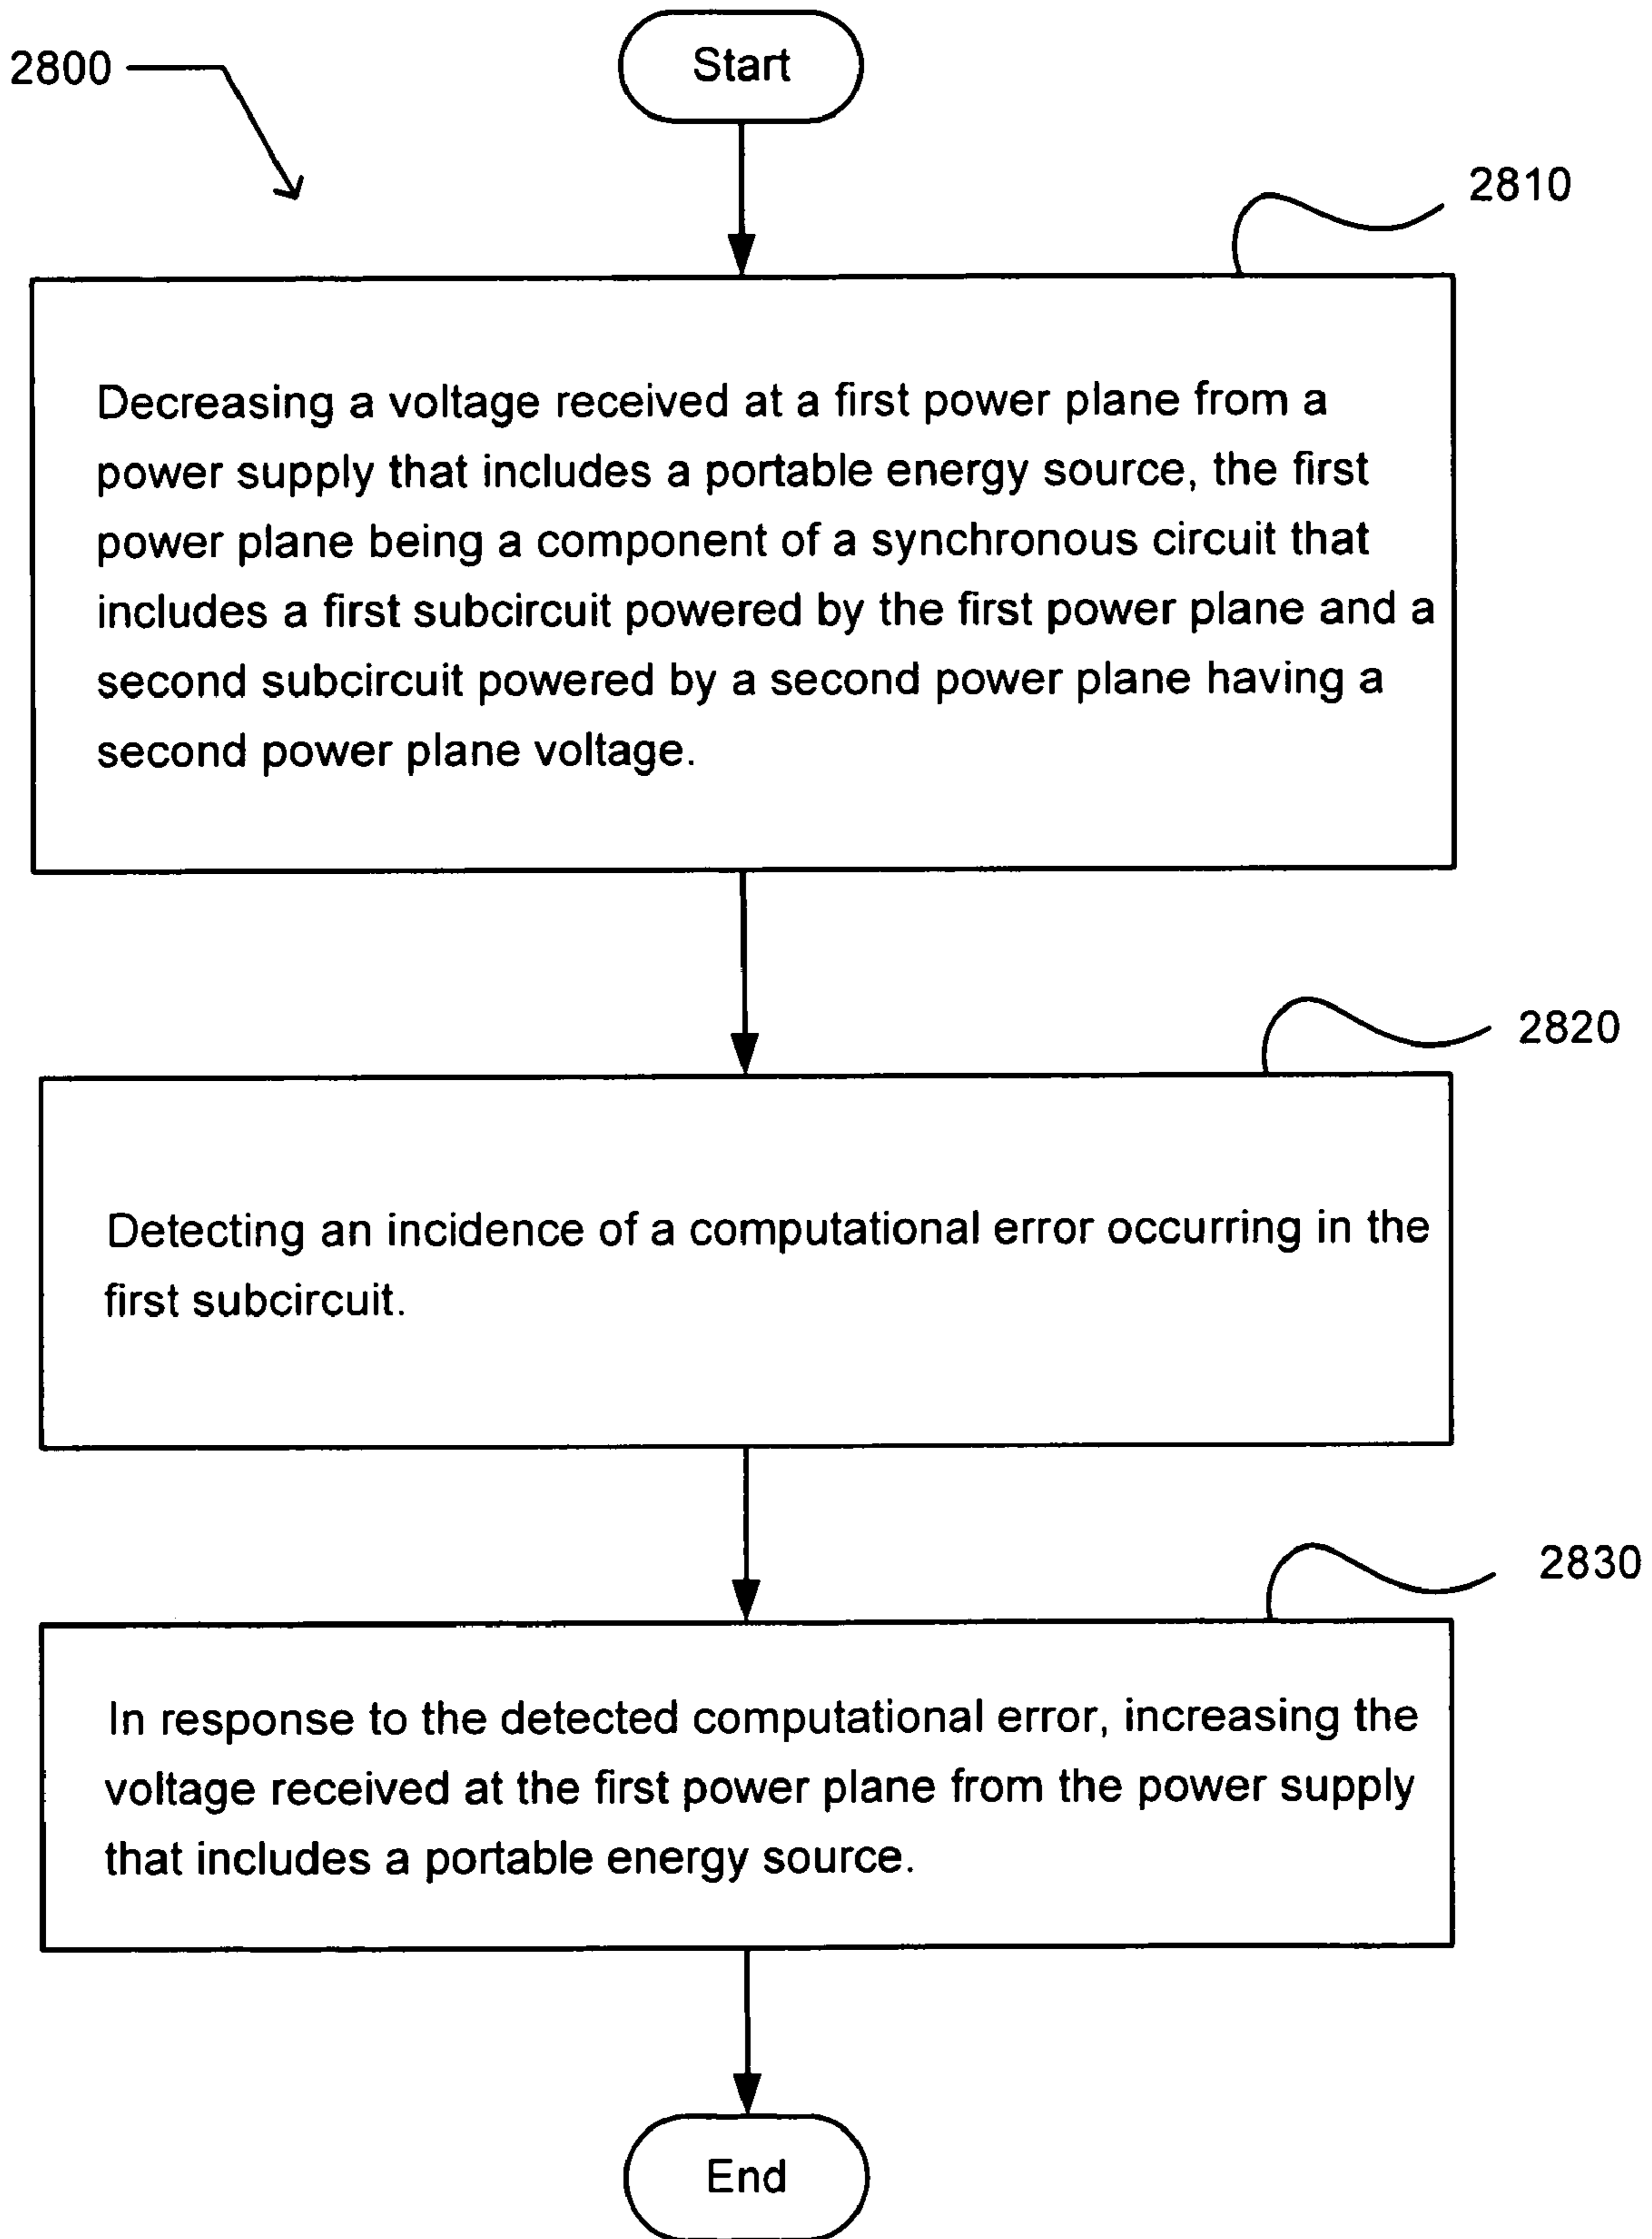 2800
Start
2810
Decreasing a voltage received at a first power plane from a
power supply that includes a portable energy source, the first
power plane being a component of a synchronous circuit that
includes a first subcircuit powered by the first power plane and a
second subcircuit powered by a second power plane having a
second power plane voltage.
2820
Detecting an incidence of a computational error occurring in the
first subcircuit.
2830
In response to the detected computational error, increasing the
voltage received at the first power plane from the power supply
that includes a portable energy source.
End